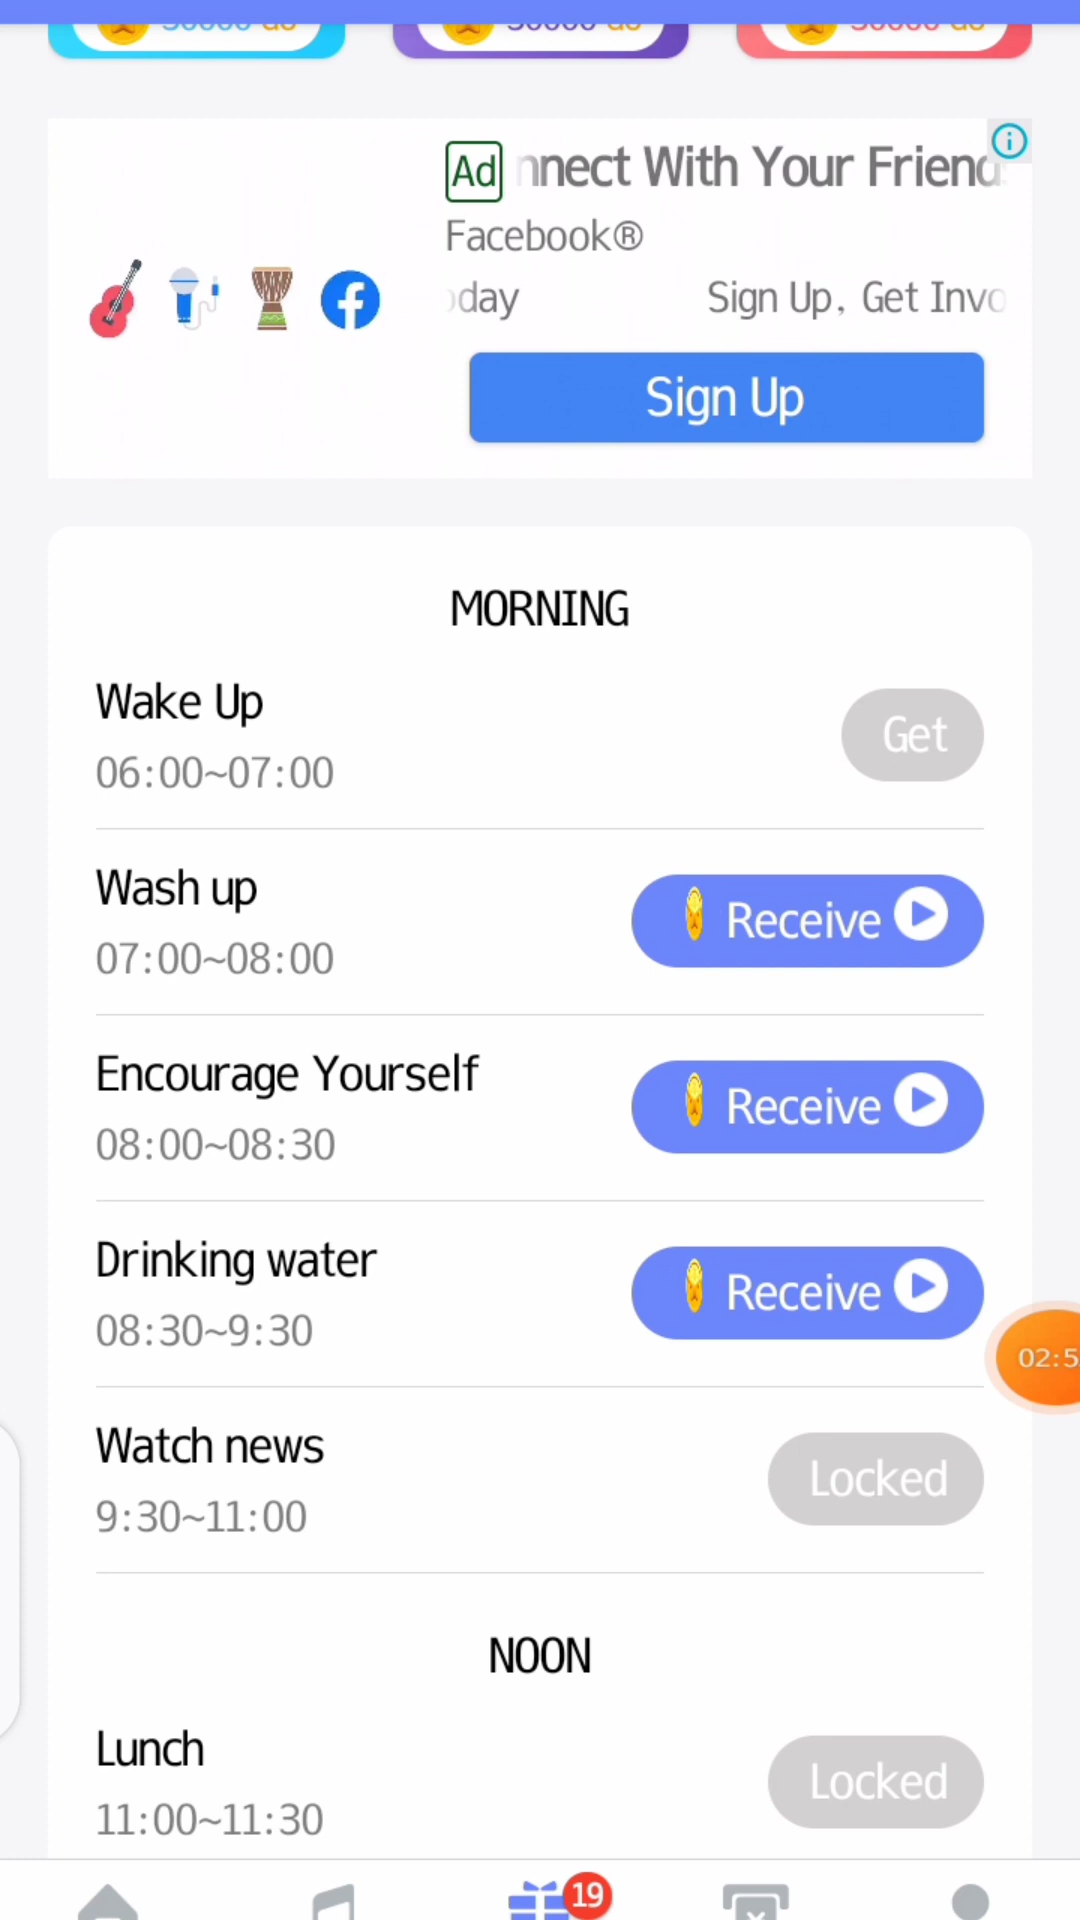 Ad nnect With Your Friend
Facebook®
day Sign Up, Get Invo
Sign Up
MORNING
Wake Up
06:00~07:00
Get
Wash up
07:00~08:00
Receive
Encourage Yourself
08:00~08:30
Receive
Drinking water
08:30~9:30
Receive
02:5
Watch news
9:30~11:00
Locked
NOON
Lunch
11:00~11:30
Locked
19